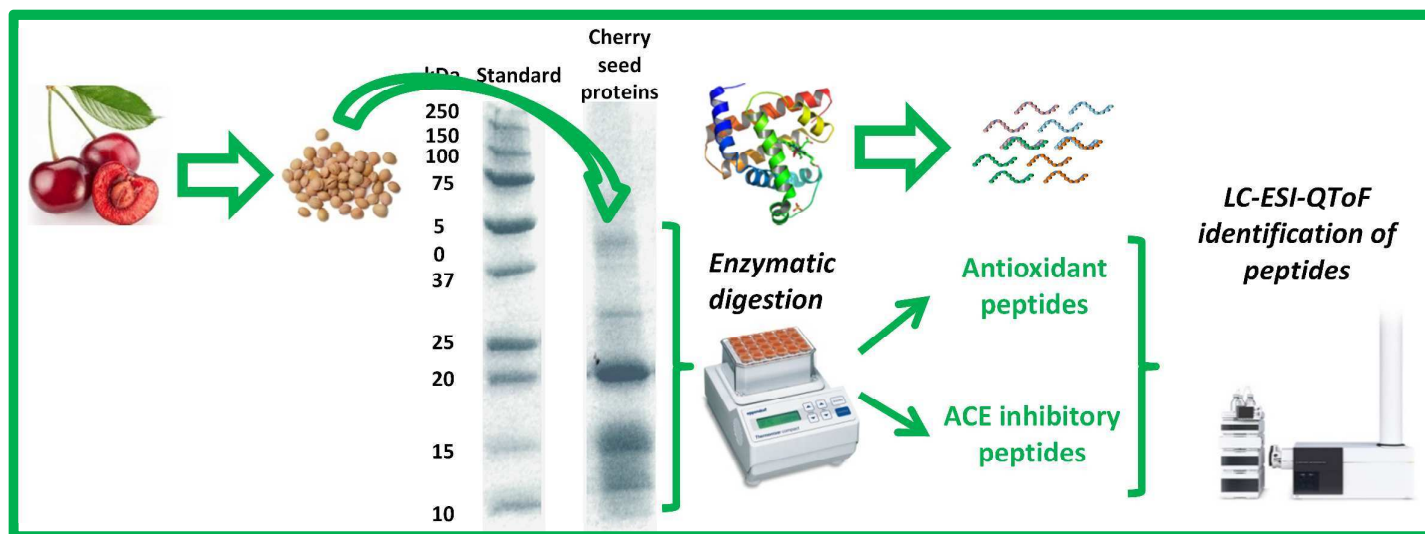 Cherry
seed
proteins
kDa Standard
250
150
100
75
5
0
37
25
20
15
10
Enzymatic
digestion
Antioxidant
peptides
ACE inhibitory
peptides
LC-ESI-QToF
identification of
peptides
eppendorf